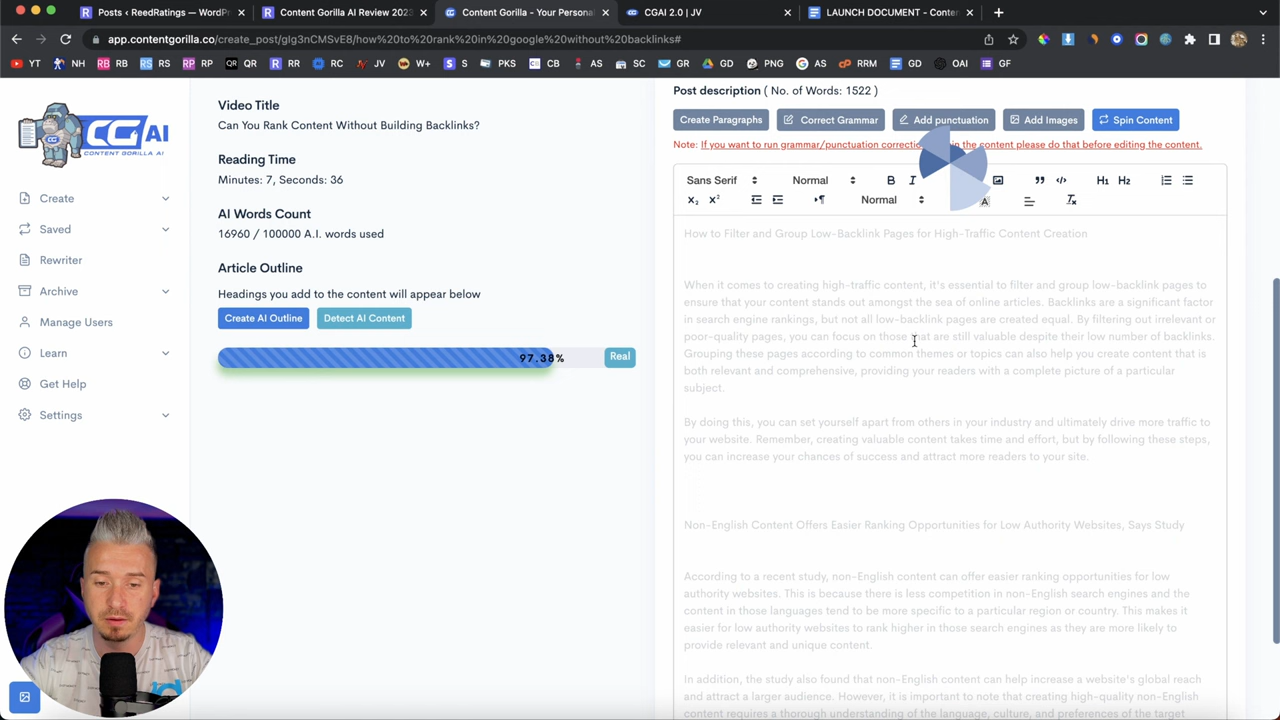 R Posts ‹ ReedRatings — WordPr
R Content Gorilla AI Review 2023
Content Gorilla - Your Persona
CGAI 2.0 | JV
LAUNCH DOCUMENT - Conte
app.contentgorilla.co/create_post/glg3nCMSvE8/how%20to%20rank%20in%20google%20without%20backlinks#
YT NH RB RB RS RS RP RP QR QR R RR RC JV W+ S S PKS CB AS SC GR GD PNG G AS RRM GD OAI GF
CGAI
CONTENT GORILLA AI
Create
Saved
Rewriter
Archive
Manage Users
Learn
Get Help
Settings
Video Title
Can You Rank Content Without Building Backlinks?
Reading Time
Minutes: 7, Seconds: 36
AI Words Count
16960 / 100000 A.I. words used
Article Outline
Headings you add to the content will appear below
Create AI Outline Detect AI Content
97.38% Real
Post description ( No. of Words: 1522 )
Create Paragraphs Correct Grammar Add punctuation Add Images Spin Content
Note: If you want to run grammar/punctuation correctio the content please do that before editing the content.
Sans Serif Normal B I H1 H2
X₂ X² Normal A
How to Filter and Group Low-Backlink Pages for High-Traffic Content Creation
When it comes to creating high-traffic content, it's essential to filter and group low-backlink pages to
ensure that your content stands out amongst the sea of online articles. Backlinks are a significant factor
in search engine rankings, but not all low-backlink pages are created equal. By filtering out irrelevant or
poor-quality pages, you can focus on those that are still valuable despite their low number of backlinks.
Grouping these pages according to common themes or topics can also help you create content that is
both relevant and comprehensive, providing your readers with a complete picture of a particular
subject.
By doing this, you can set yourself apart from others in your industry and ultimately drive more traffic to
your website. Remember, creating valuable content takes time and effort, but by following these steps,
you can increase your chances of success and attract more readers to your site.
Non-English Content Offers Easier Ranking Opportunities for Low Authority Websites, Says Study
According to a recent study, non-English content can offer easier ranking opportunities for low
authority websites. This is because there is less competition in non-English search engines and the
content in those languages tend to be more specific to a particular region or country. This makes it
easier for low authority websites to rank higher in those search engines as they are more likely to
provide relevant and unique content.
In addition, the study also found that non-English content can help increase a website's global reach
and attract a larger audience. However, it is important to note that creating high-quality non-English
content requires a thorough understanding of the language, culture, and preferences of the target